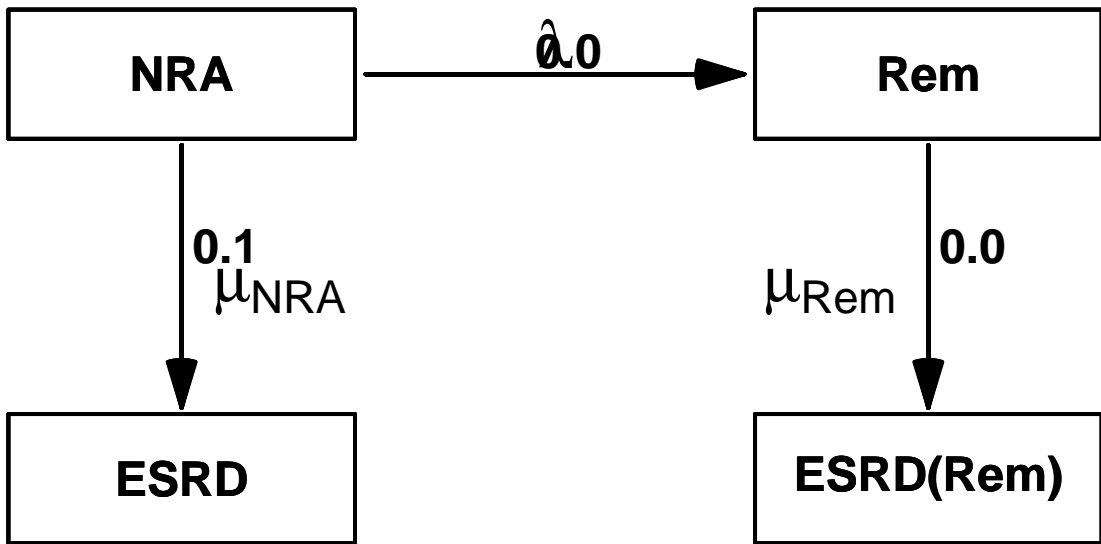 NRA
0.0
λ
Rem
0.1
μNRA
0.0
μRem
ESRD
ESRD(Rem)